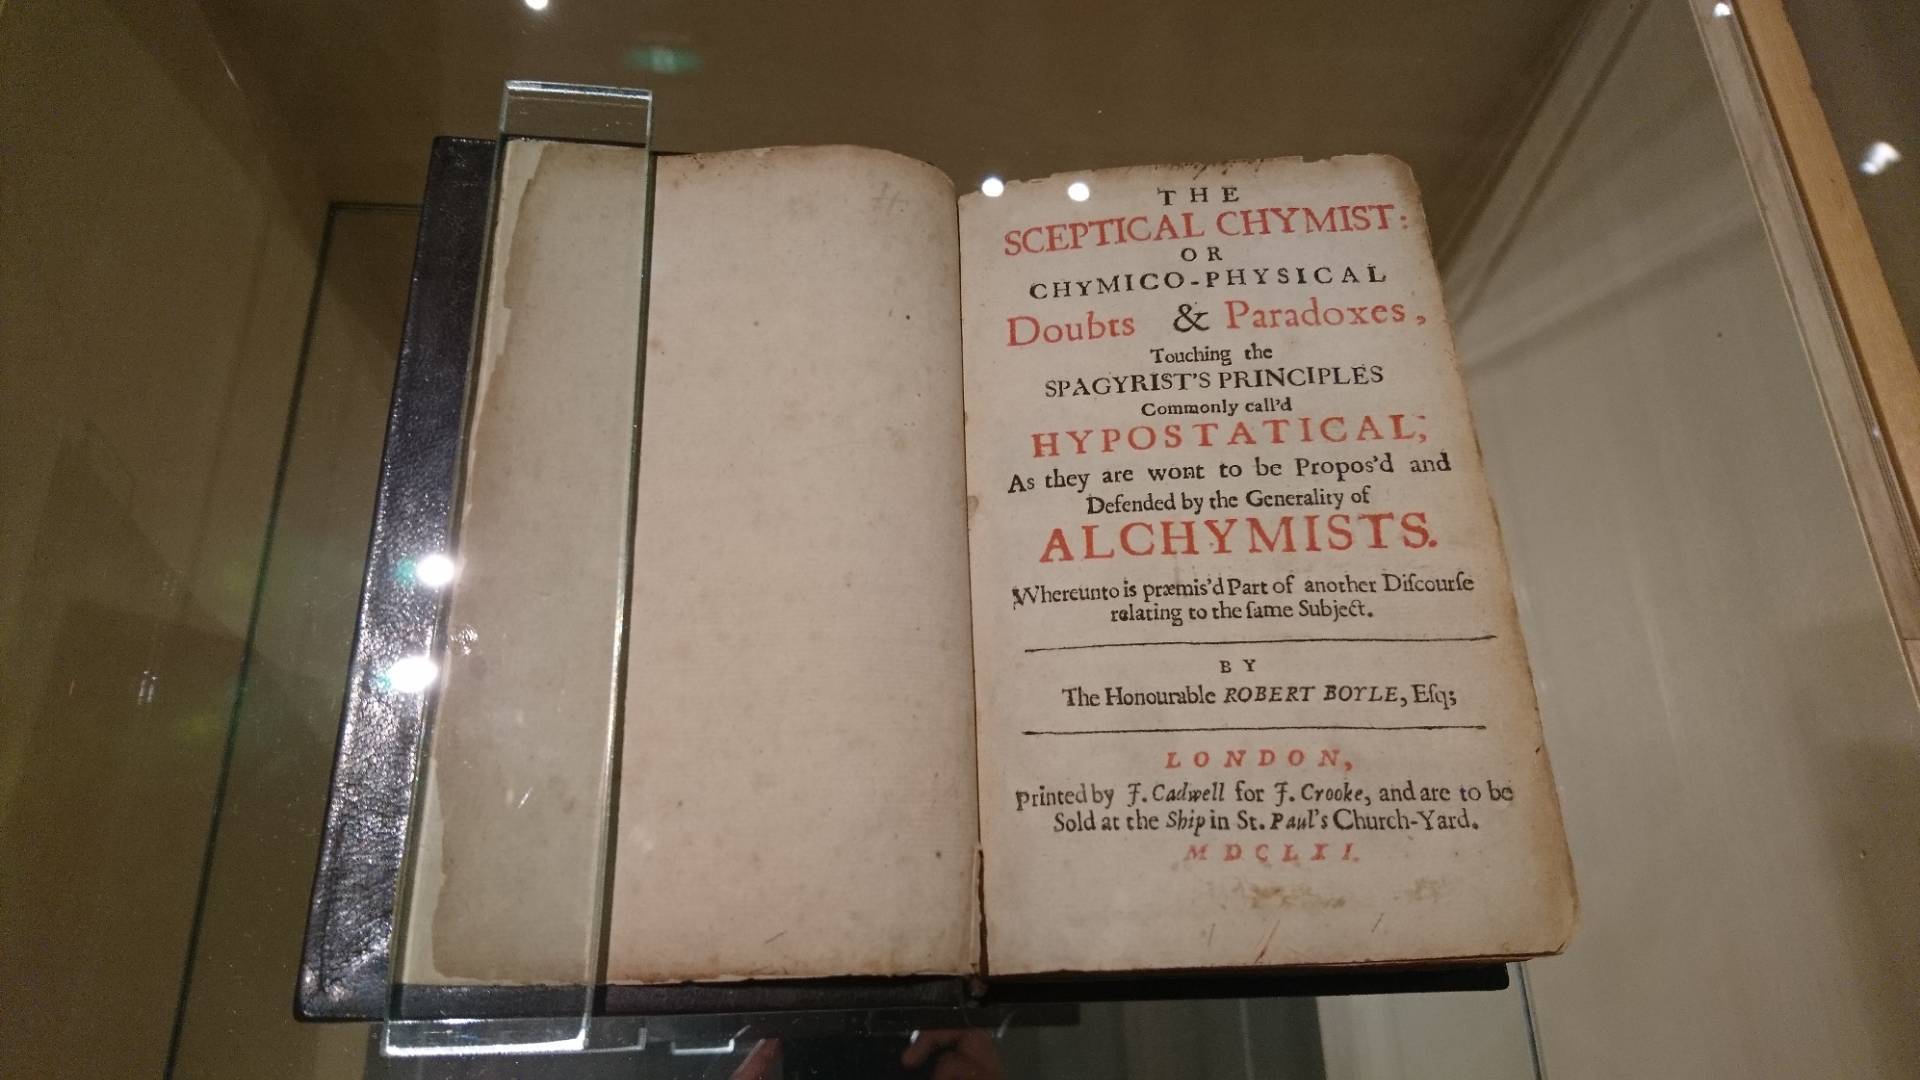 THE
SCEPTICAL CHYMIST:
OR
CHYMICO-PHYSICAL
Doubts & Paradoxes,
Touching the
SPAGYRIST'S PRINCIPLES
Commonly call'd
HYPOSTATICAL;
As they are wont to be Propos'd and
Defended by the Generality of
ALCHYMISTS.
Whereunto is præmis'd Part of another Diſcourſe
relating to the ſame Subject.
BY
The Honourable ROBERT BOYLE, Eſq;
LONDON,
Printed by J. Cadwell for J. Crooke, and are to be
Sold at the Ship in St. Paul's Church-Yard.
MDCLXI.